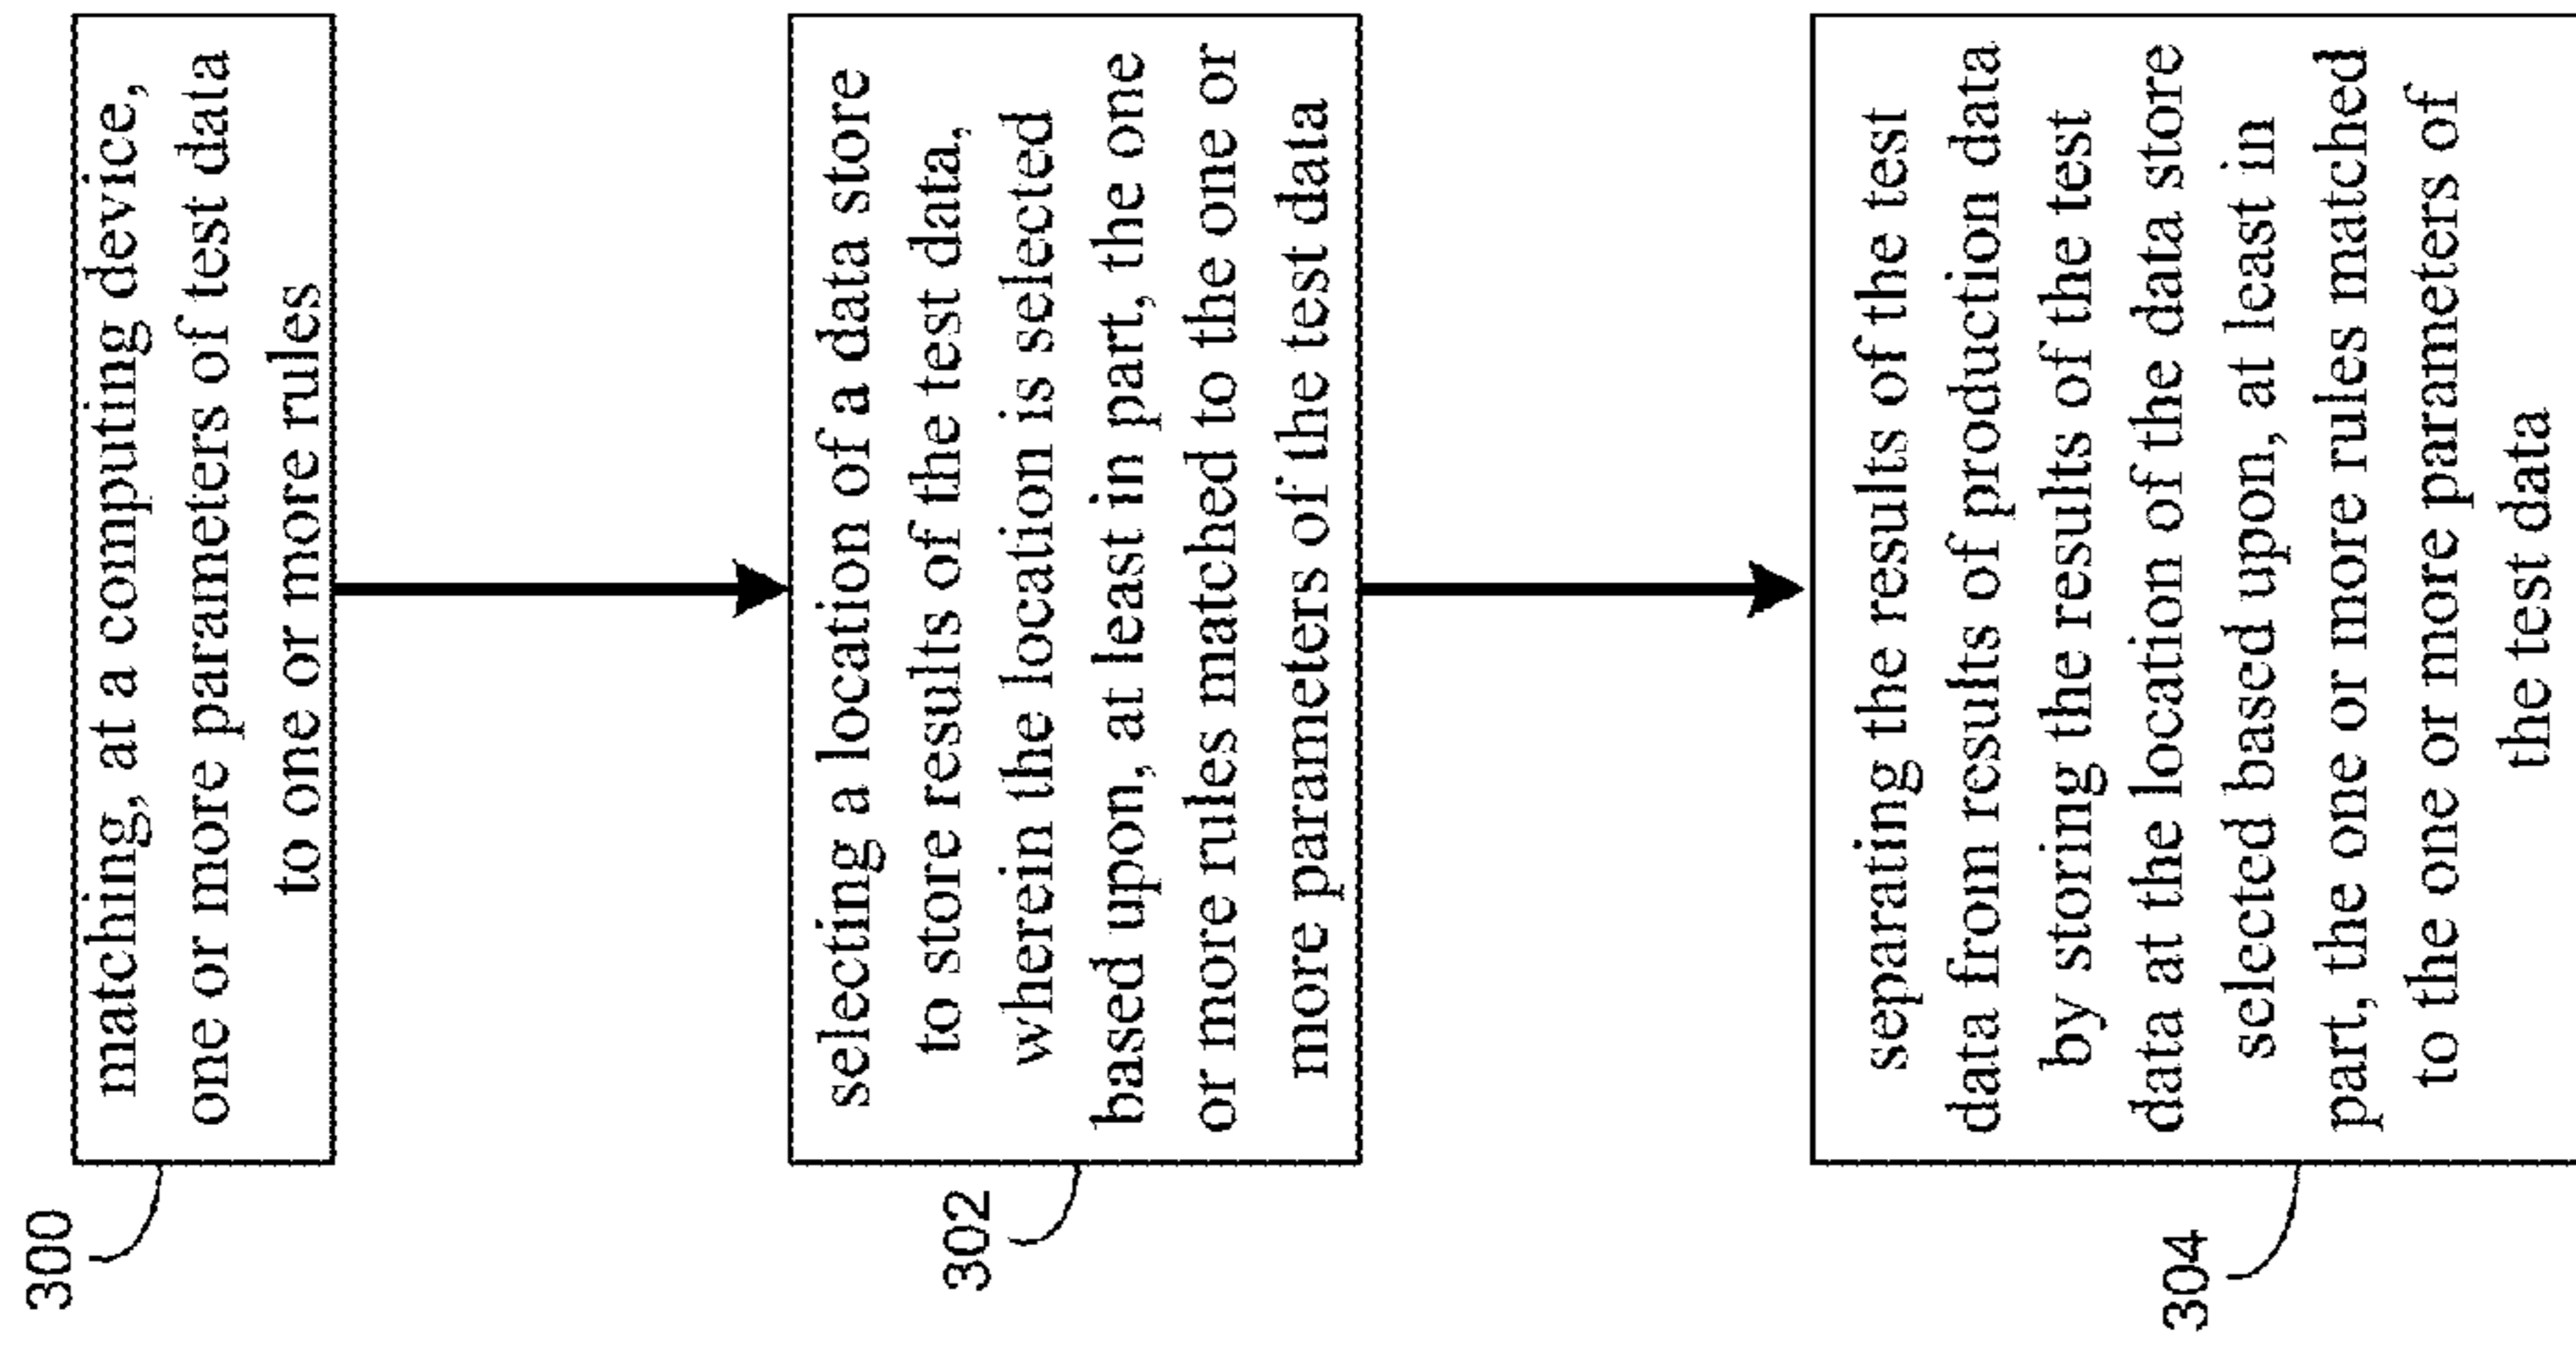 300
matching, at a computing device,
one or more parameters of test data
to one or more rules
302
selecting a location of a data store
to store results of the test data,
wherein the location is selected
based upon, at least in part, the one
or more rules matched to the one or
more parameters of the test data
304
separating the results of the test
data from results of production data
by storing the results of the test
data at the location of the data store
selected based upon, at least in
part, the one or more rules matched
to the one or more parameters of
the test data